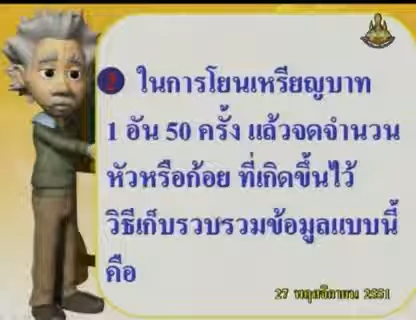 ในการโยนเหรียญบาท
1 อัน 50 ครั้ง แล้วจดจำนวน
หัวหรือก้อย ที่เกิดขึ้นไว้
วิธีเก็บรวบรวมข้อมูลแบบนี้
คือ
27 พฤศจิกายน 2551